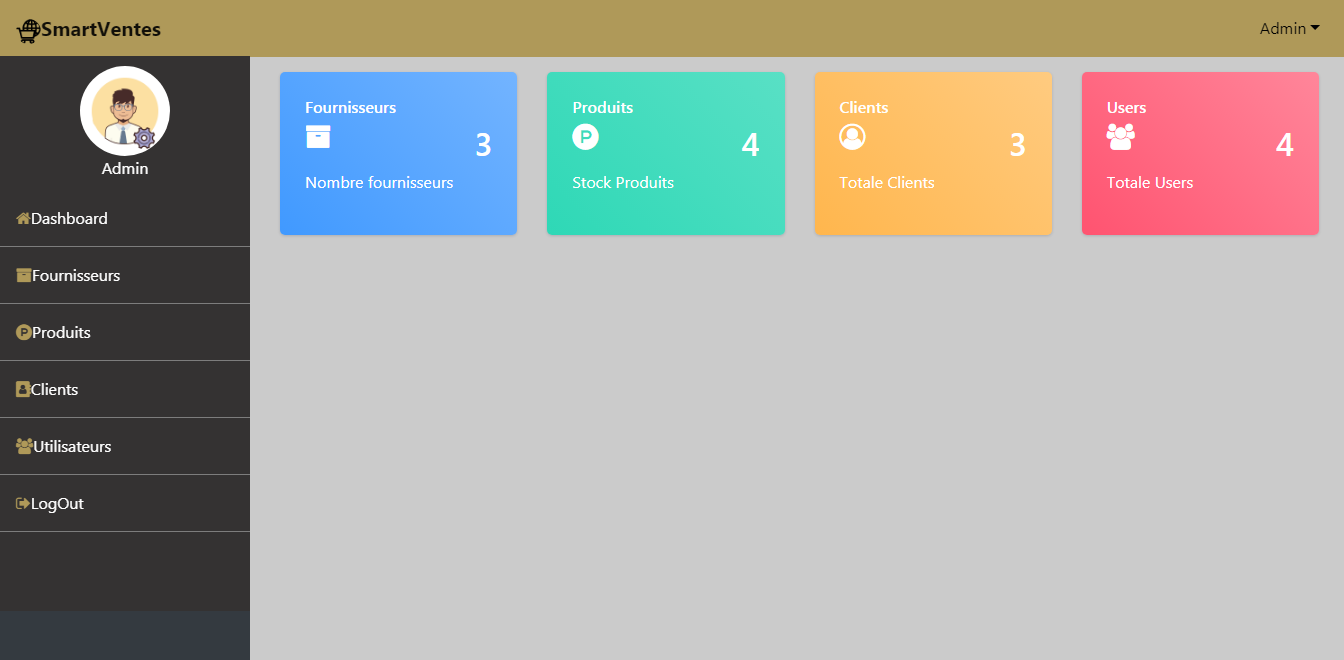 SmartVentes
Admin
Admin
Dashboard
Fournisseurs
Produits
Clients
Utilisateurs
LogOut
Fournisseurs
3
Nombre fournisseurs
Produits
P
4
Stock Produits
Clients
3
Totale Clients
Users
4
Totale Users